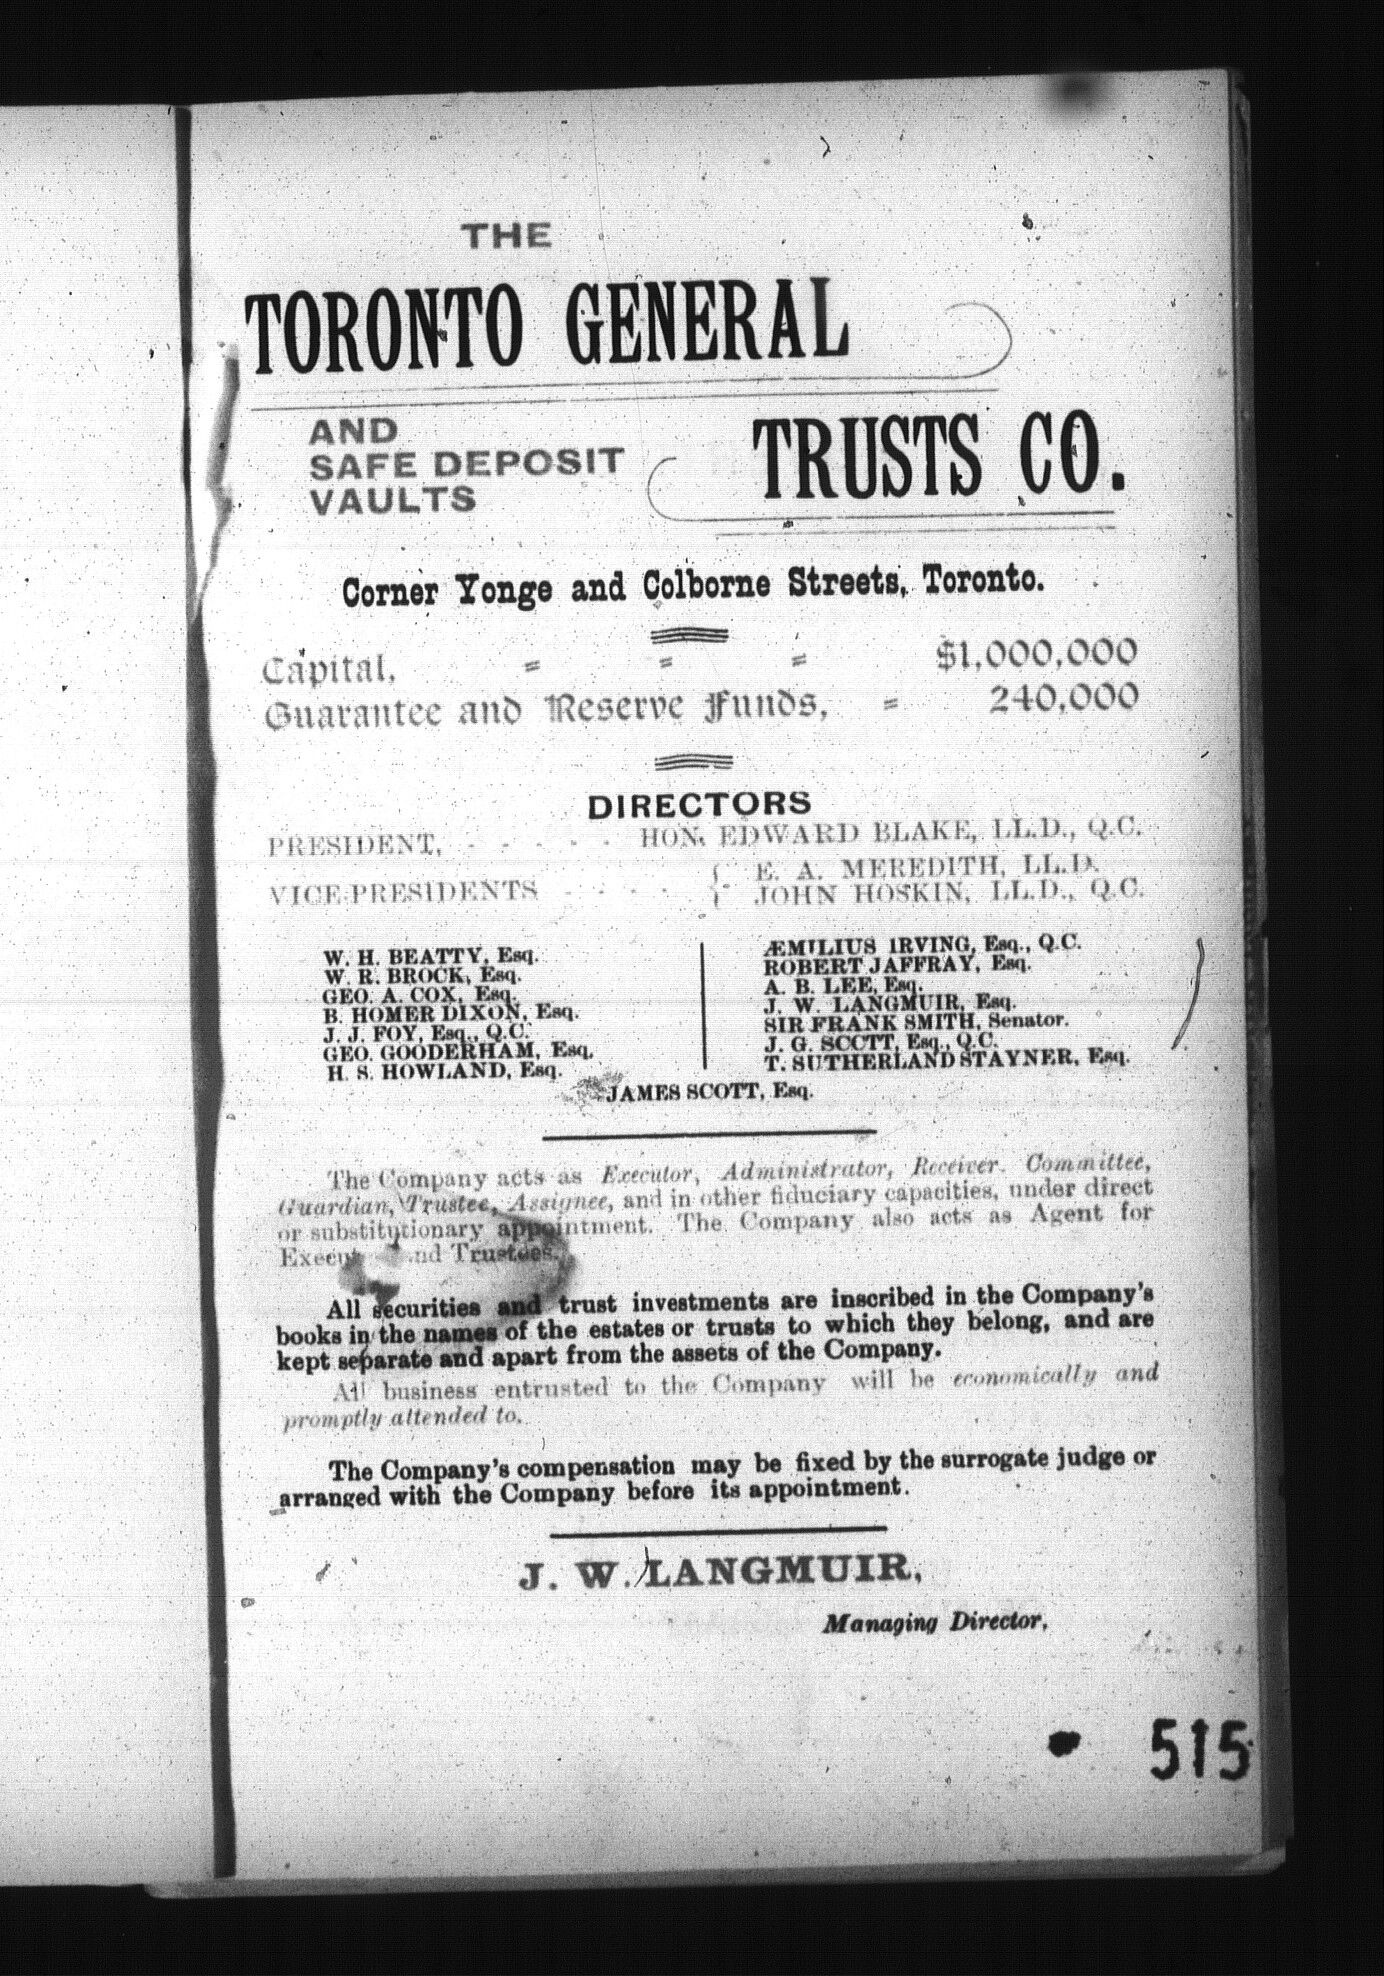 THE
TORONTO GENERAL
AND
SAFE DEPOSIT
VAULTS
TRUSTS CO.
Corner Yonge and Colborne Streets, Toronto.
Capital, = = = $1,000,000
Guarantee and Reserve Funds, = 240,000
DIRECTORS
PRESIDENT, - - - - - HON. EDWARD BLAKE, LL.D., Q.C.
VICE-PRESIDENTS - - - - { E. A. MEREDITH, LL.D.
JOHN HOSKIN, LL.D., Q.C.
W. H. BEATTY, Esq.
W. R. BROCK, Esq.
GEO. A. COX, Esq.
B. HOMER DIXON, Esq.
J. J. FOY, Esq., Q.C.
GEO. GOODERHAM, Esq.
H. S. HOWLAND, Esq.
ÆMILIUS IRVING, Esq., Q.C.
ROBERT JAFFRAY, Esq.
A. B. LEE, Esq.
J. W. LANGMUIR, Esq.
SIR FRANK SMITH, Senator.
J. G. SCOTT, Esq., Q.C.
T. SUTHERLAND STAYNER, Esq.
JAMES SCOTT, Esq.
The Company acts as Executor, Administrator, Receiver, Committee,
Guardian, Trustee, Assignee, and in other fiduciary capacities, under direct
or substitutionary appointment. The Company also acts as Agent for
and Trustees.
All securities and trust investments are inscribed in the Company's
books in the names of the estates or trusts to which they belong, and are
kept separate and apart from the assets of the Company.
All business entrusted to the Company will be economically and
promptly attended to.
The Company's compensation may be fixed by the surrogate judge or
arranged with the Company before its appointment.
J. W. LANGMUIR,
Managing Director.
515